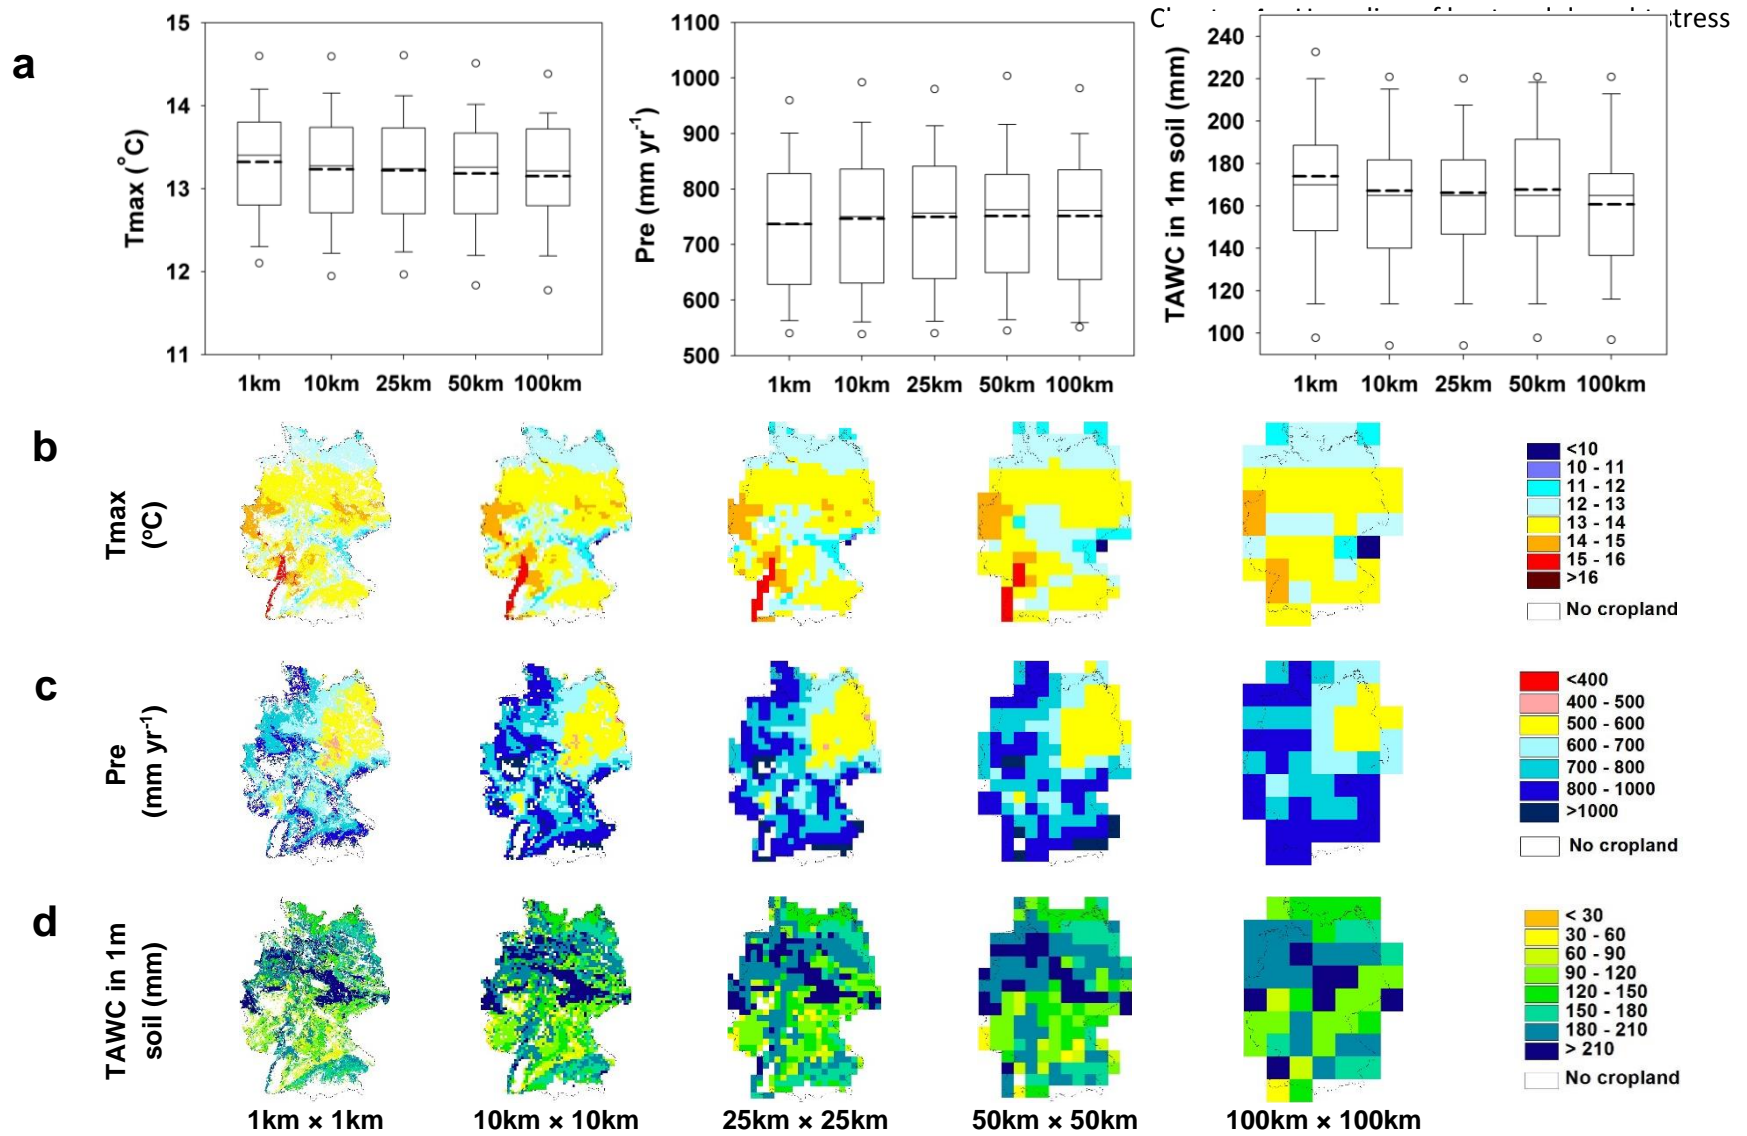 stress
a
15
14
13
12
11
Tmax (°C)
1km 10km 25km 50km 100km
1100
1000
900
800
700
600
500
Pre (mm yr-1)
1km 10km 25km 50km 100km
240
220
200
180
160
140
120
100
TAWC in 1m soil (mm)
1km 10km 25km 50km 100km
b
Tmax
(ºC)
<10
10 - 11
11 - 12
12 - 13
13 - 14
14 - 15
15 - 16
>16
No cropland
c
Pre
(mm yr-1)
<400
400 - 500
500 - 600
600 - 700
700 - 800
800 - 1000
>1000
No cropland
d
TAWC in 1m
soil (mm)
< 30
30 - 60
60 - 90
90 - 120
120 - 150
150 - 180
180 - 210
> 210
No cropland
1km × 1km 10km × 10km 25km × 25km 50km × 50km 100km × 100km